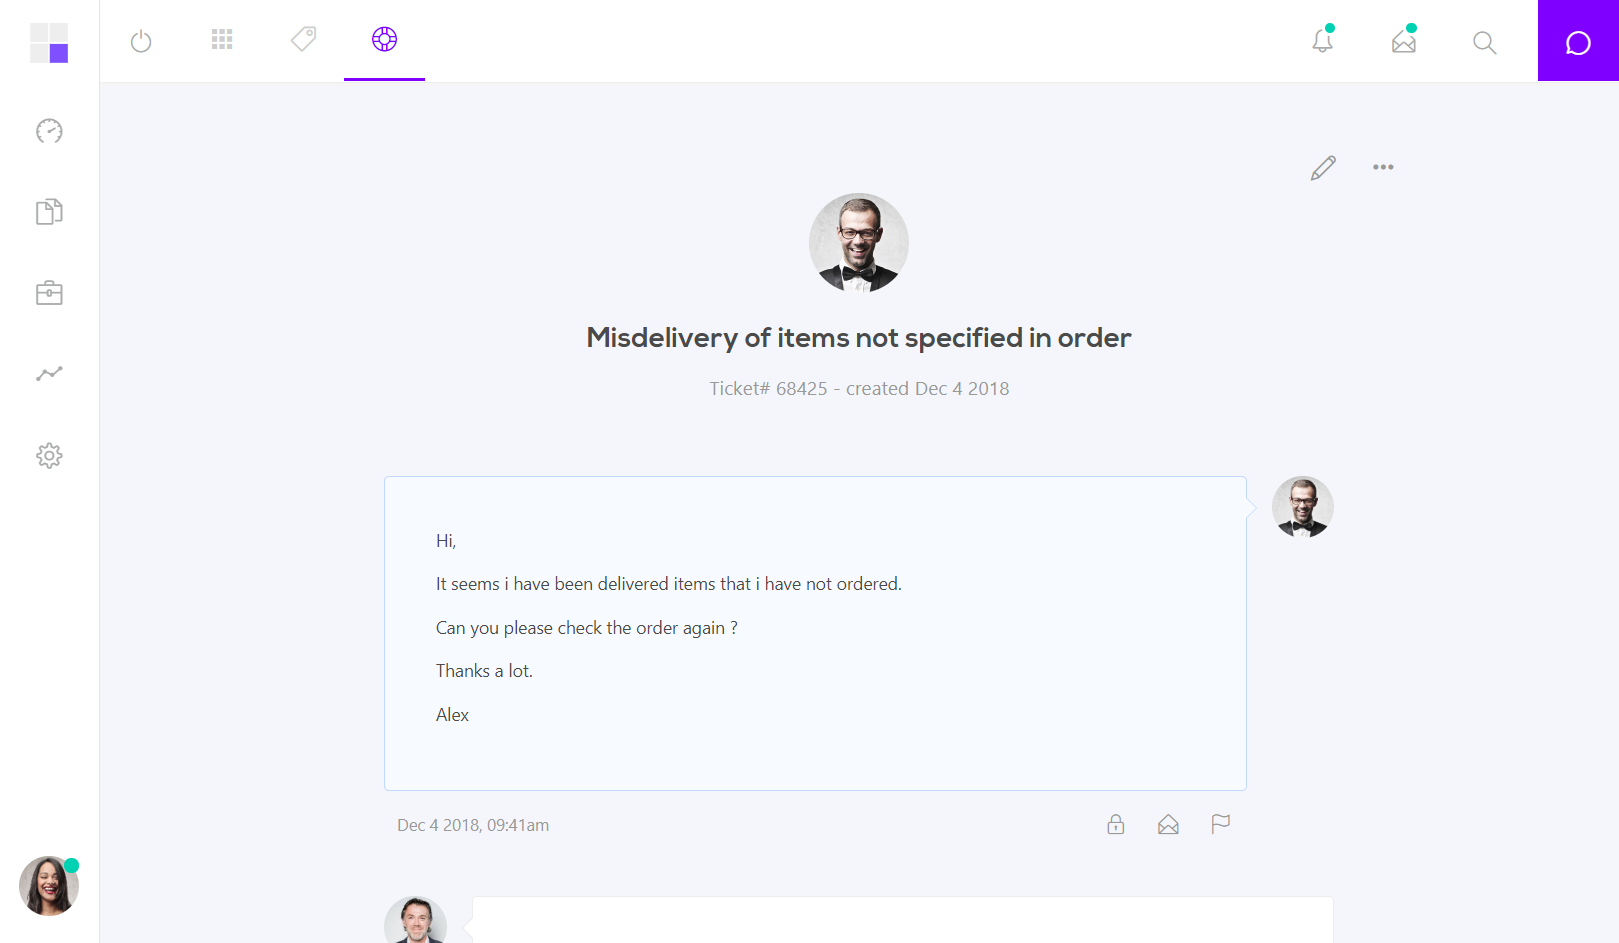 Misdelivery of items not specified in order
Ticket# 68425 - created Dec 4 2018
Hi,
It seems i have been delivered items that i have not ordered.
Can you please check the order again ?
Thanks a lot.
Alex
Dec 4 2018, 09:41am